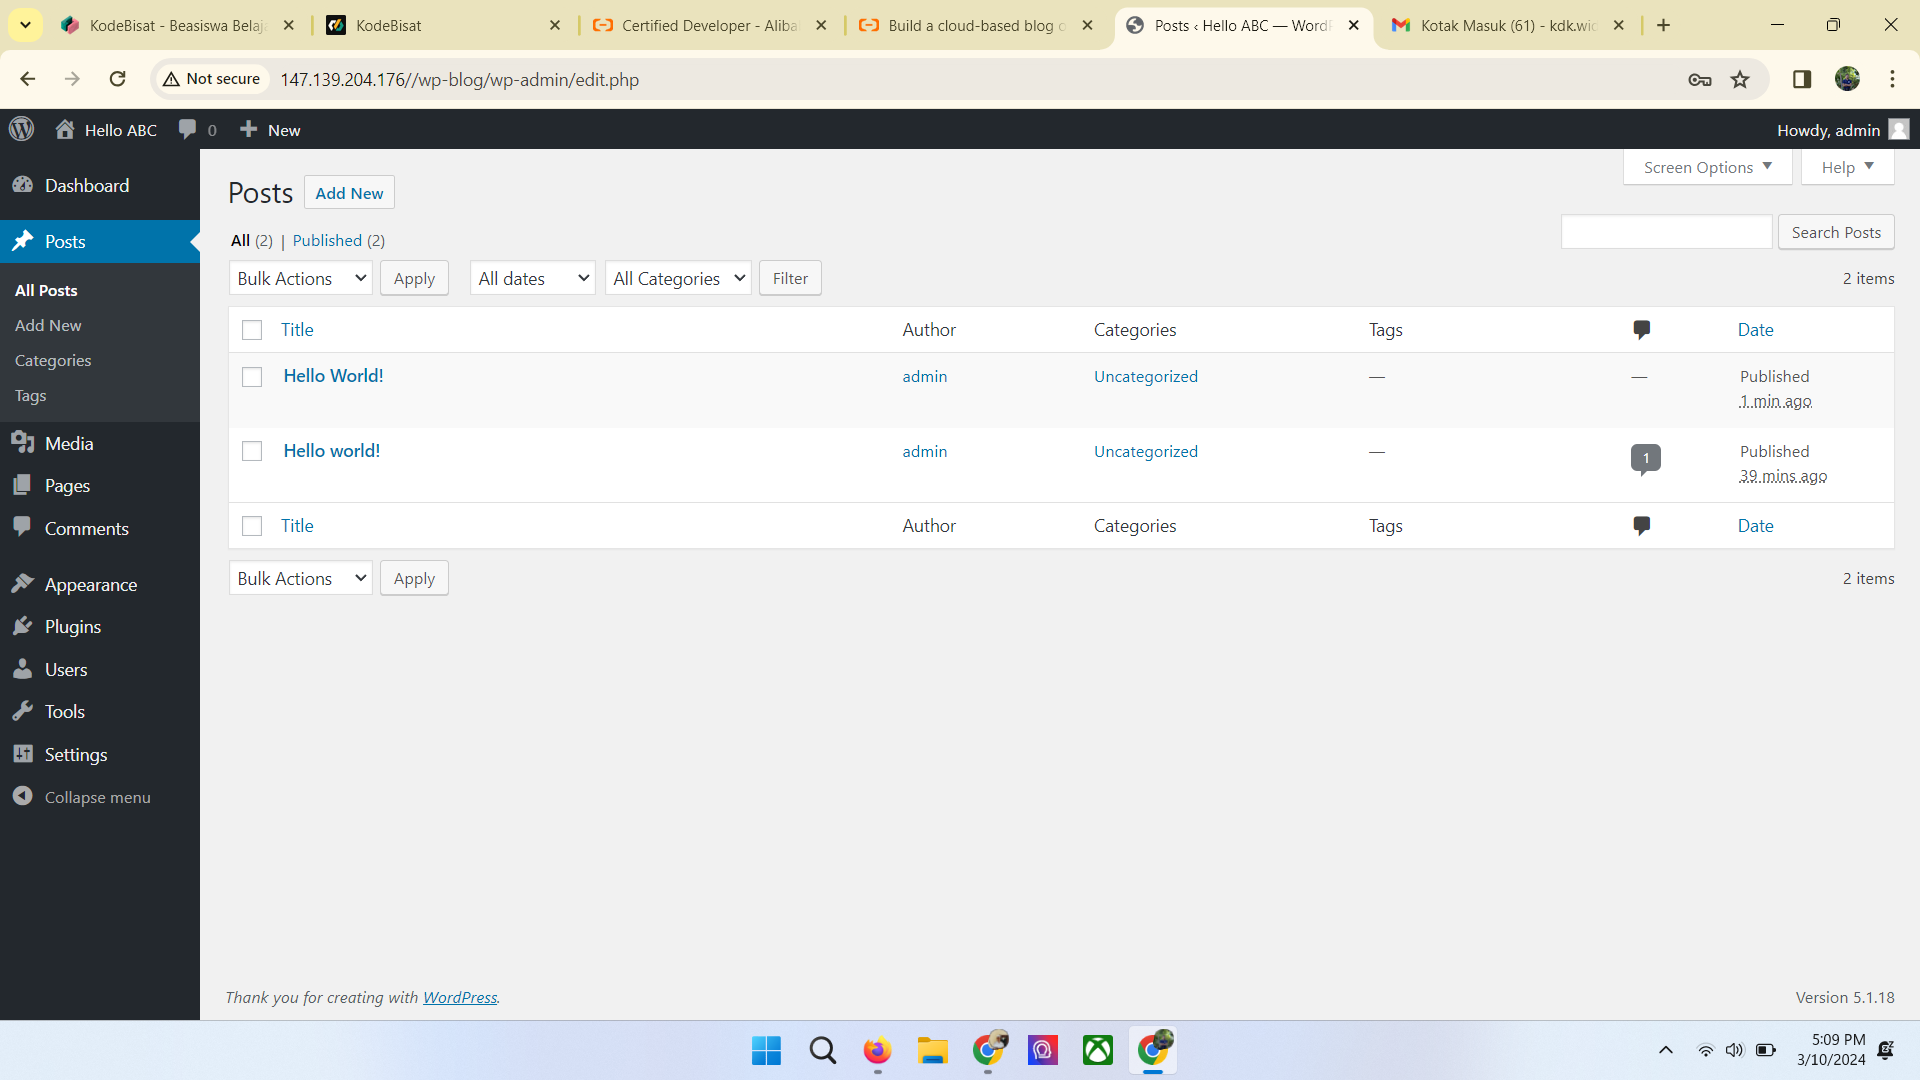 KodeBisat - Beasiswa Belaj
KodeBisat
Certified Developer - Aliba
Build a cloud-based blog o
Posts ‹ Hello ABC — WordP
Kotak Masuk (61) - kdk.wid
Not secure
147.139.204.176//wp-blog/wp-admin/edit.php
Hello ABC
0
New
Howdy, admin
Dashboard
Posts
All Posts
Add New
Categories
Tags
Media
Pages
Comments
Appearance
Plugins
Users
Tools
Settings
Collapse menu
Screen Options
Help
Posts
Add New
All (2) | Published (2)
Search Posts
Bulk Actions
Apply
All dates
All Categories
Filter
2 items
Title Author Categories Tags Date
Hello World! admin Uncategorized — — Published
1 min ago
Hello world! admin Uncategorized — 1 Published
39 mins ago
Title Author Categories Tags Date
Bulk Actions
Apply
2 items
Thank you for creating with WordPress.
Version 5.1.18
5:09 PM
3/10/2024